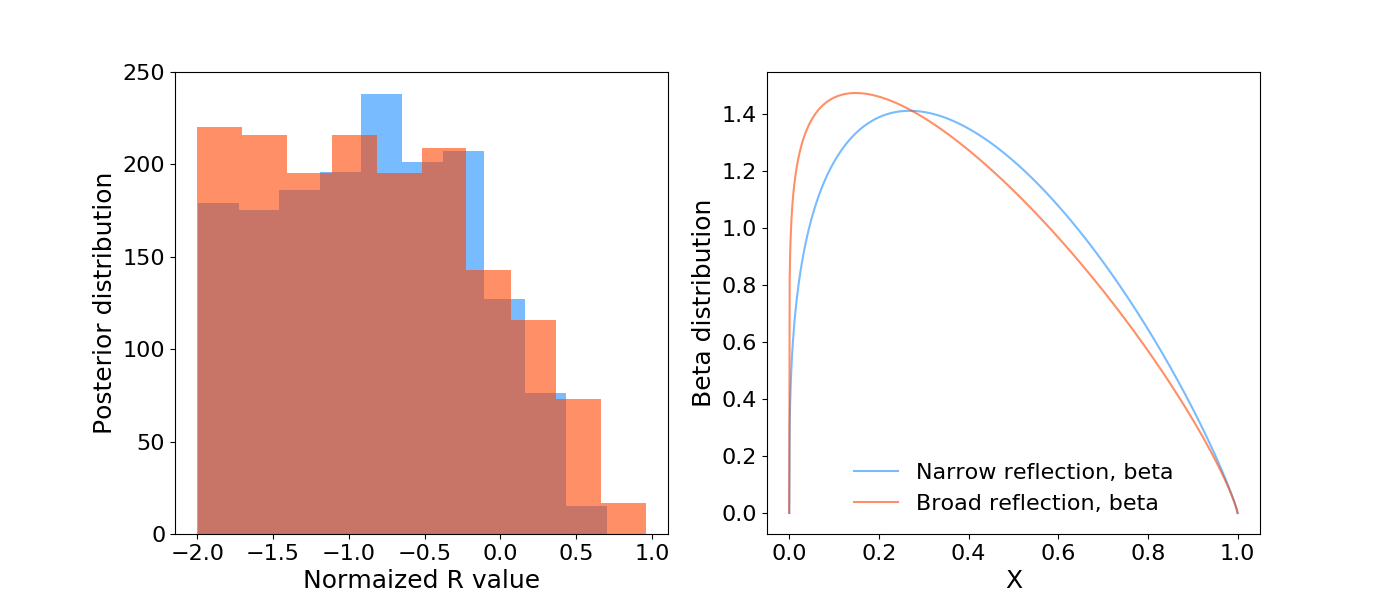 250
200
150
100
50
0
Posterior distribution
−2.0 −1.5 −1.0 −0.5 0.0 0.5 1.0
Normaized R value
1.4
1.2
1.0
0.8
0.6
0.4
0.2
0.0
Beta distribution
Narrow reflection, beta
Broad reflection, beta
0.0 0.2 0.4 0.6 0.8 1.0
X